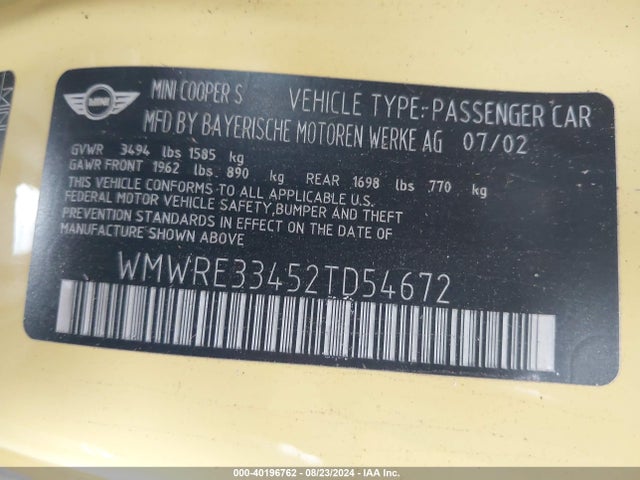 MINI
MINI COOPER S VEHICLE TYPE:-PASSENGER CAR
MFD BY BAYERISCHE MOTOREN WERKE AG 07/02
GVWR 3494 lbs 1585 kg
GAWR FRONT 1962 lbs 890 kg REAR 1698 lbs 770 kg
THIS VEHICLE CONFORMS TO ALL APPLICABLE U.S.
FEDERAL MOTOR VEHICLE SAFETY,BUMPER AND THEFT
PREVENTION STANDARDS IN EFFECT ON THE DATE OF
MANUFACTURE SHOWN ABOVE.
WMWRE33452TD54672
000-40196762 - 08/23/2024 - IAA Inc.